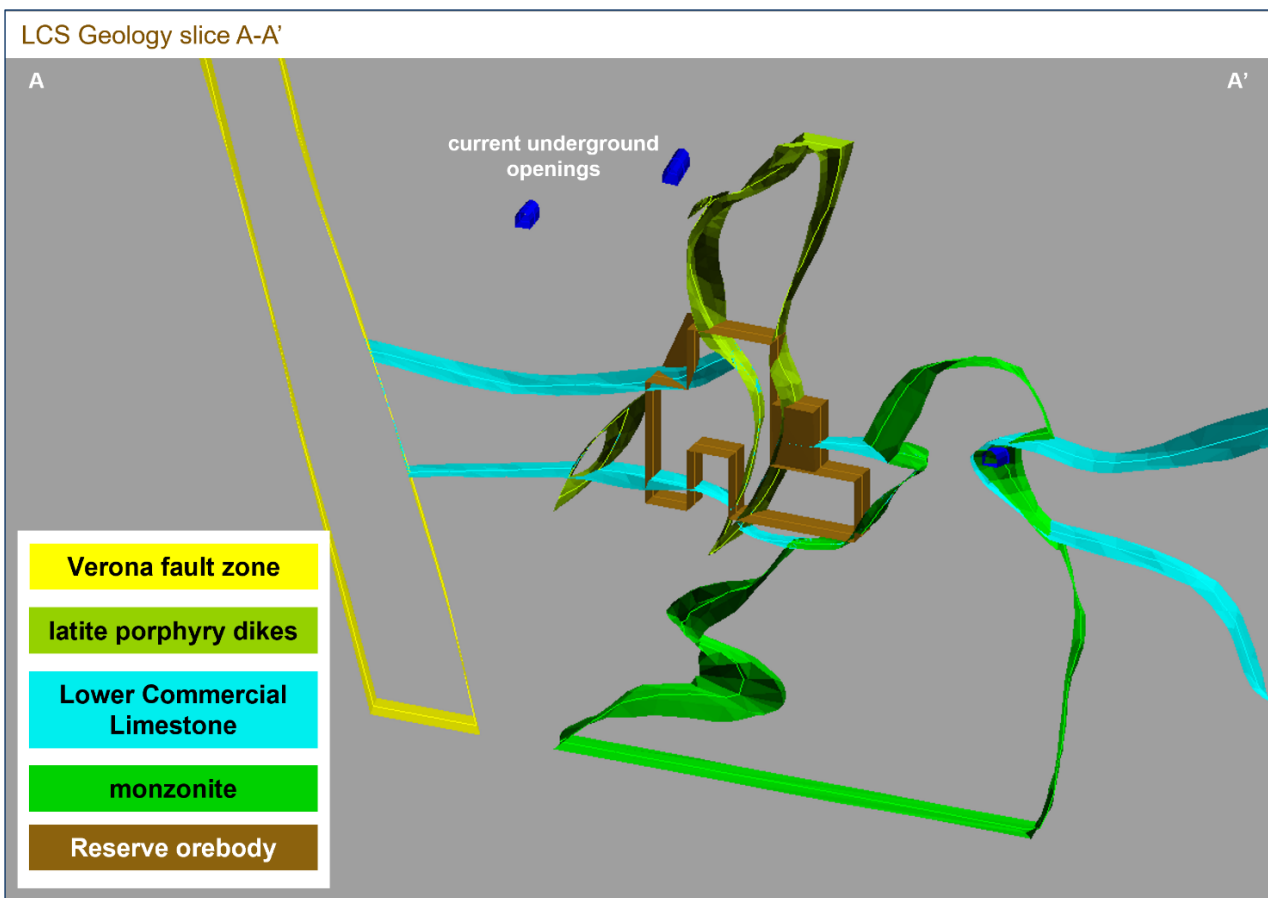 LCS Geology slice A-A’
A
A’
current underground
openings
Verona fault zone
latite porphyry dikes
Lower Commercial
Limestone
monzonite
Reserve orebody